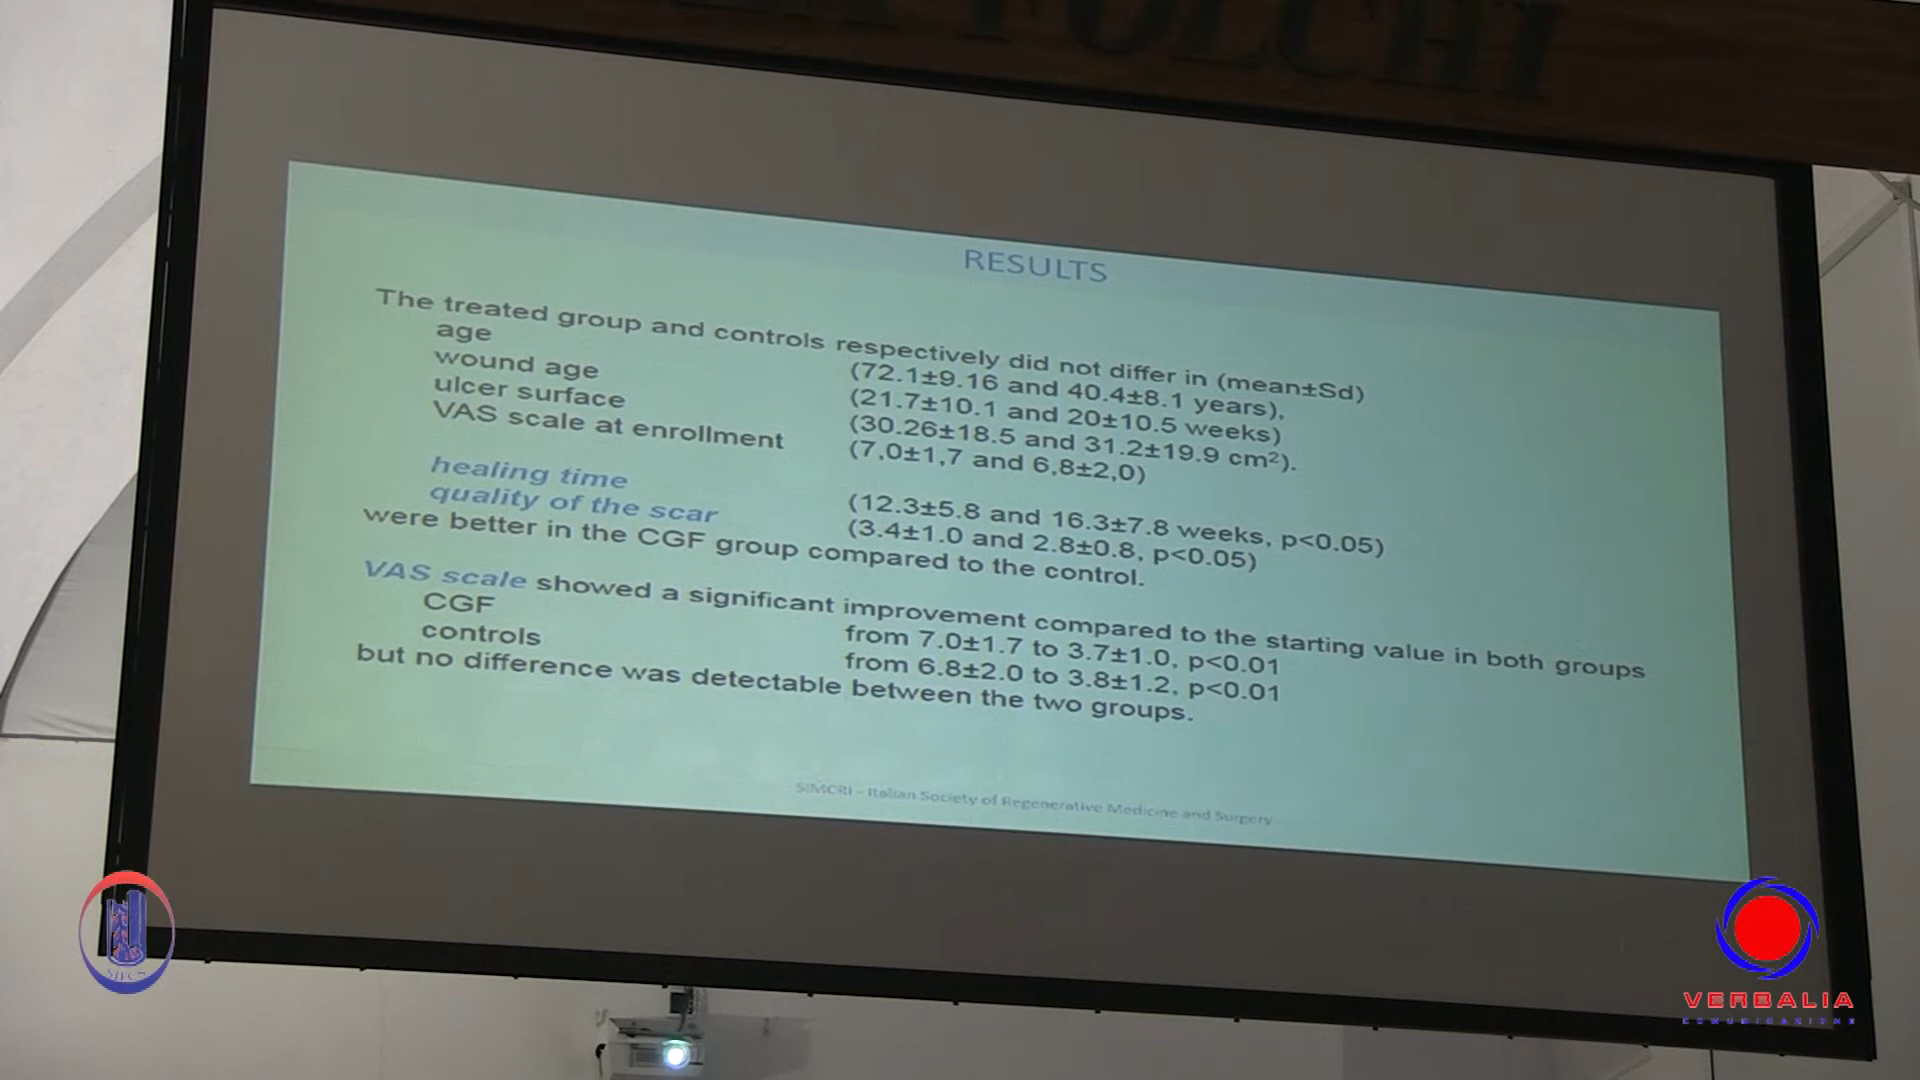 RESULTS
The treated group and controls respectively did not differ in (mean±Sd)
age (72.1±9.16 and 40.4±8.1 years),
wound age (21.7±10.1 and 20±10.5 weeks)
ulcer surface (30.26±18.5 and 31.2±19.9 cm²).
VAS scale at enrollment (7,0±1,7 and 6,8±2,0)
healing time (12.3±5.8 and 16.3±7.8 weeks, p<0.05)
quality of the scar (3.4±1.0 and 2.8±0.8, p<0.05)
were better in the CGF group compared to the control.
VAS scale showed a significant improvement compared to the starting value in both groups
CGF from 7.0±1.7 to 3.7±1.0, p<0.01
controls from 6.8±2.0 to 3.8±1.2, p<0.01
but no difference was detectable between the two groups.
SIMCRI – Italian Society of Regenerative Medicine and Surgery
VERBALIA
COMUNICAZIONE